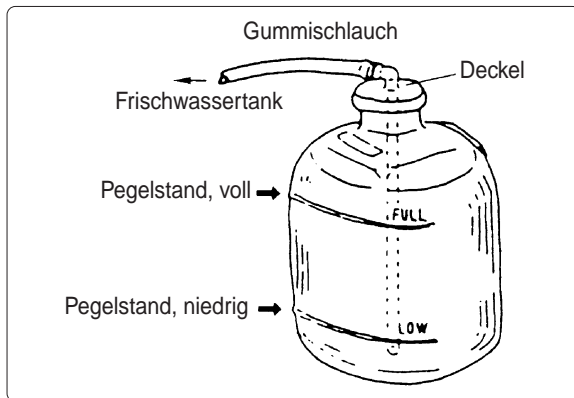 Gummischlauch
Deckel
Frischwassertank
Pegelstand, voll
FULL
Pegelstand, niedrig
LOW